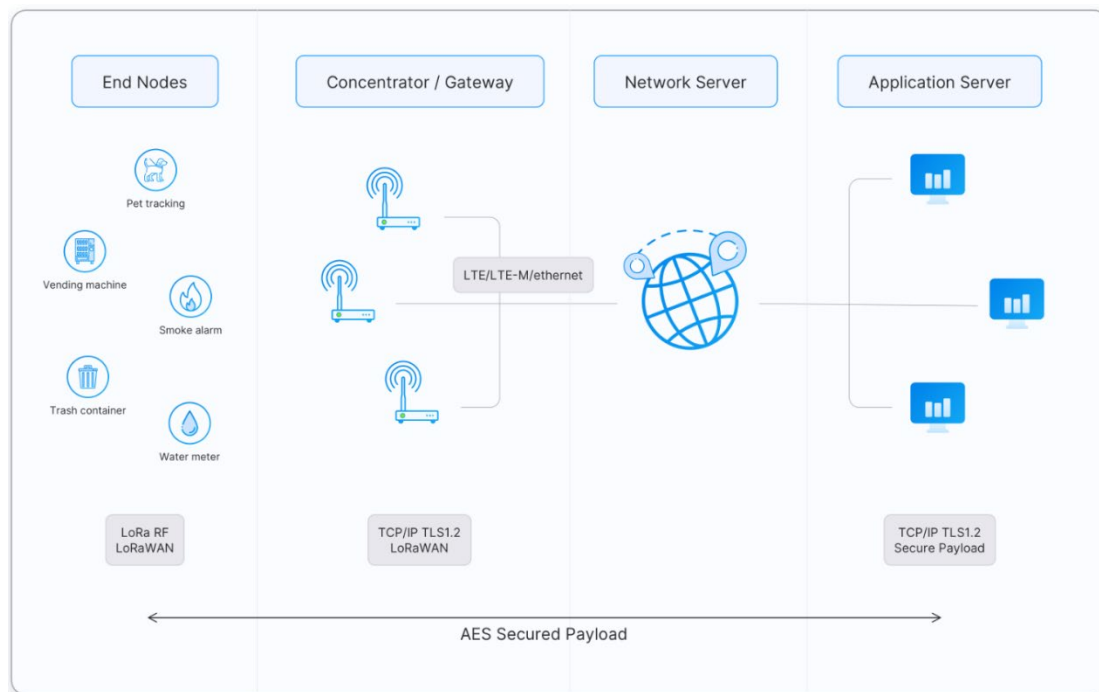 End Nodes
Concentrator / Gateway
Network Server
Application Server
Pet tracking
Vending machine
Smoke alarm
Trash container
Water meter
LTE/LTE-M/ethernet
LoRa RF
LoRaWAN
TCP/IP TLS1.2
LoRaWAN
TCP/IP TLS1.2
Secure Payload
AES Secured Payload